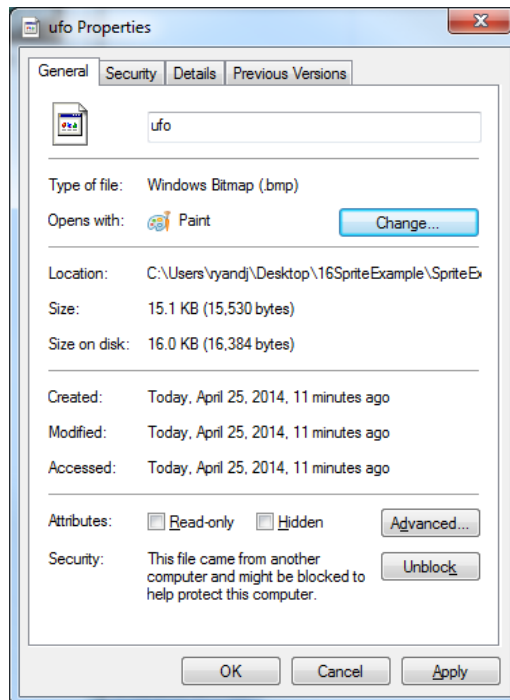 ufo Properties
General Security Details Previous Versions
ufo
Type of file: Windows Bitmap (.bmp)
Opens with: Paint Change...
Location: C:\Users\ryandj\Desktop\16SpriteExample\SpriteEx
Size: 15.1 KB (15,530 bytes)
Size on disk: 16.0 KB (16,384 bytes)
Created: Today, April 25, 2014, 11 minutes ago
Modified: Today, April 25, 2014, 11 minutes ago
Accessed: Today, April 25, 2014, 11 minutes ago
Attributes: Read-only Hidden Advanced...
Security: This file came from another
computer and might be blocked to
help protect this computer.
Unblock
OK Cancel Apply